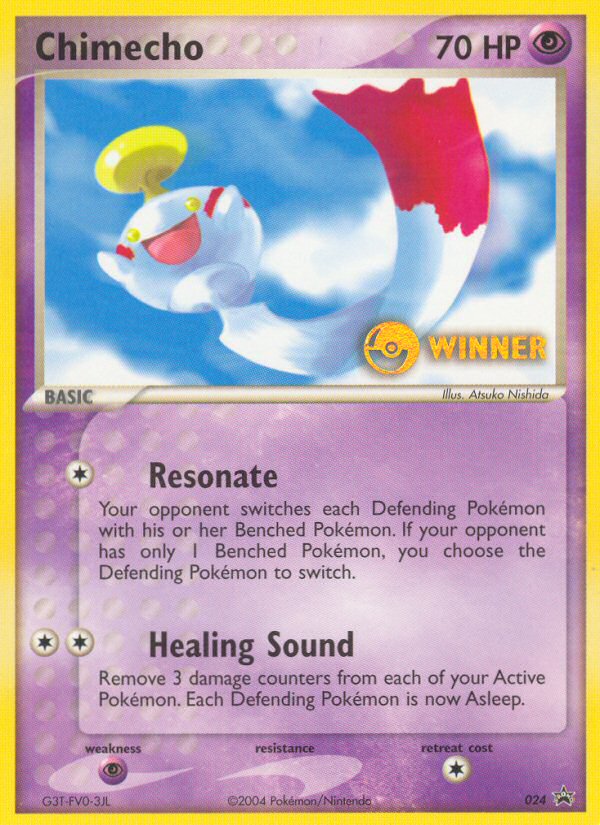 Chimecho
70 HP
WINNER
BASIC
Illus. Atsuko Nishida
Resonate
Your opponent switches each Defending Pokémon
with his or her Benched Pokémon. If your opponent
has only 1 Benched Pokémon, you choose the
Defending Pokémon to switch.
Healing Sound
Remove 3 damage counters from each of your Active
Pokémon. Each Defending Pokémon is now Asleep.
weakness
resistance
retreat cost
G3T-FV0-3JL
©2004 Pokémon/Nintendo
024